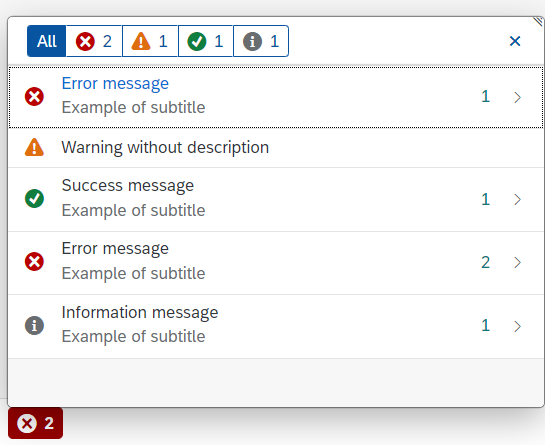 All 2 1 1 1
Error message
Example of subtitle
1
Warning without description
Success message
Example of subtitle
1
Error message
Example of subtitle
2
Information message
Example of subtitle
1
2